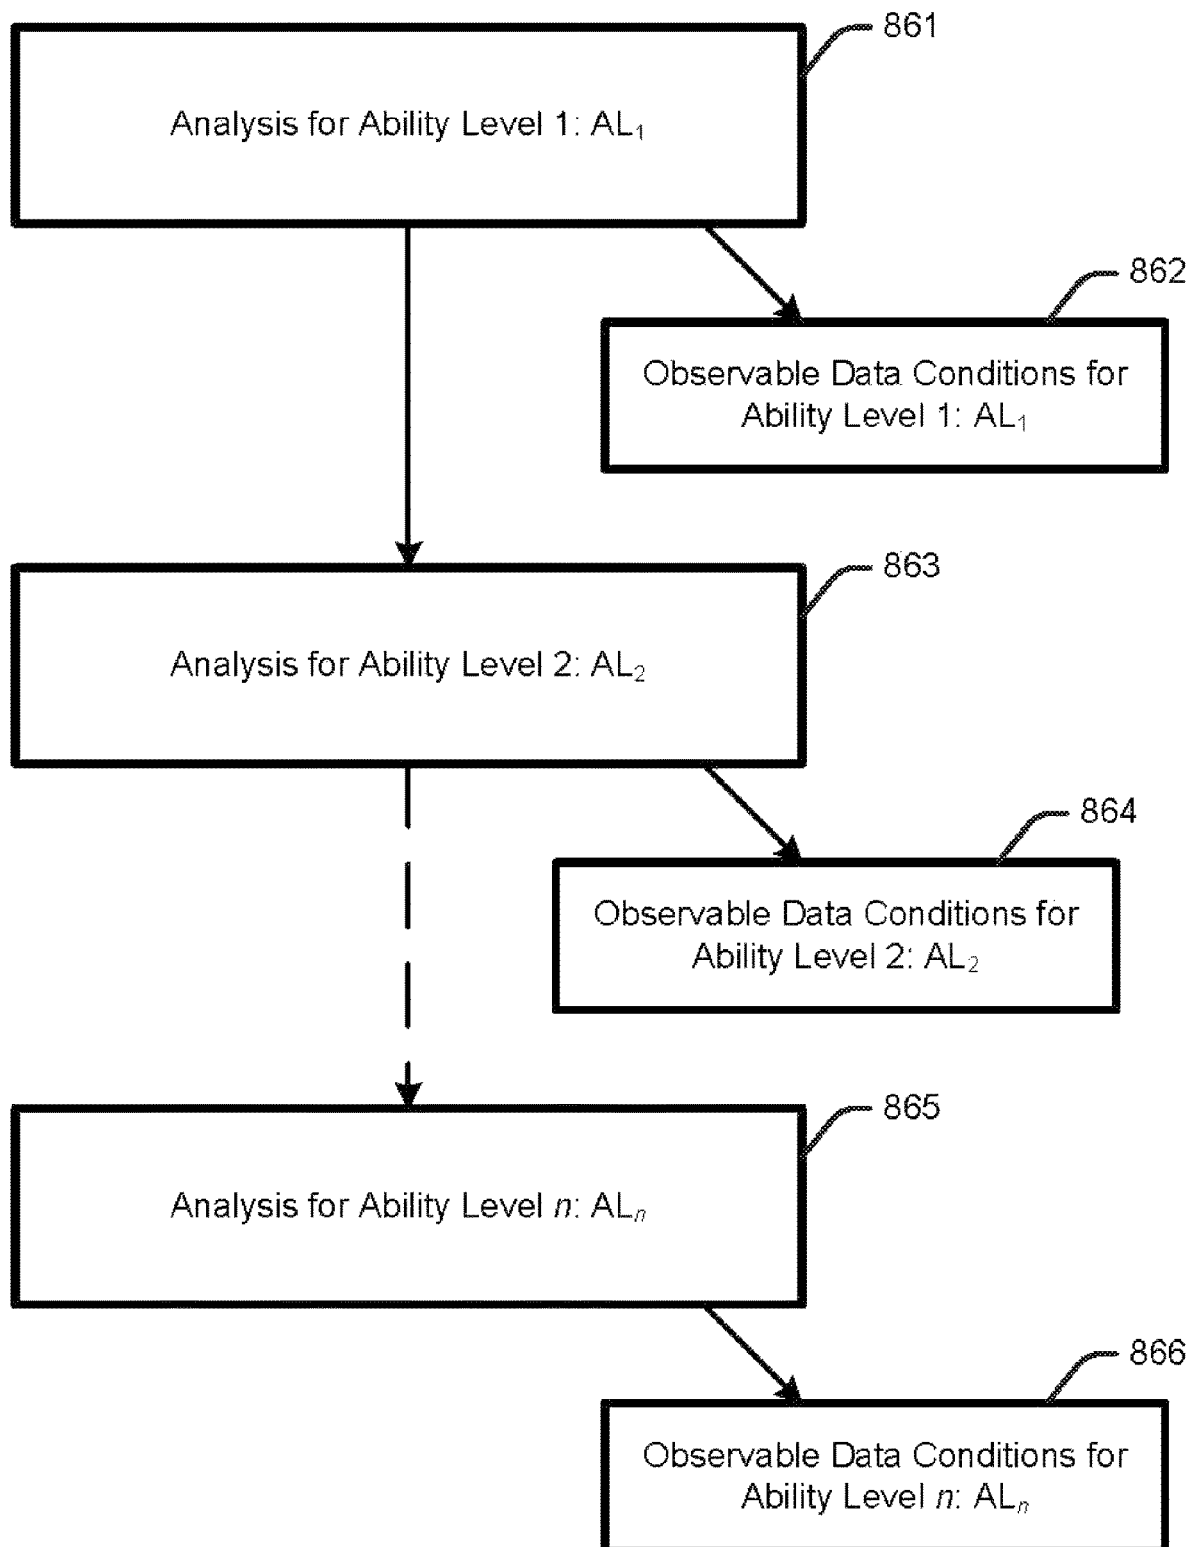 861
Analysis for Ability Level 1: AL₁
862
Observable Data Conditions for
Ability Level 1: AL₁
863
Analysis for Ability Level 2: AL₂
864
Observable Data Conditions for
Ability Level 2: AL₂
865
Analysis for Ability Level n: ALₙ
866
Observable Data Conditions for
Ability Level n: ALₙ